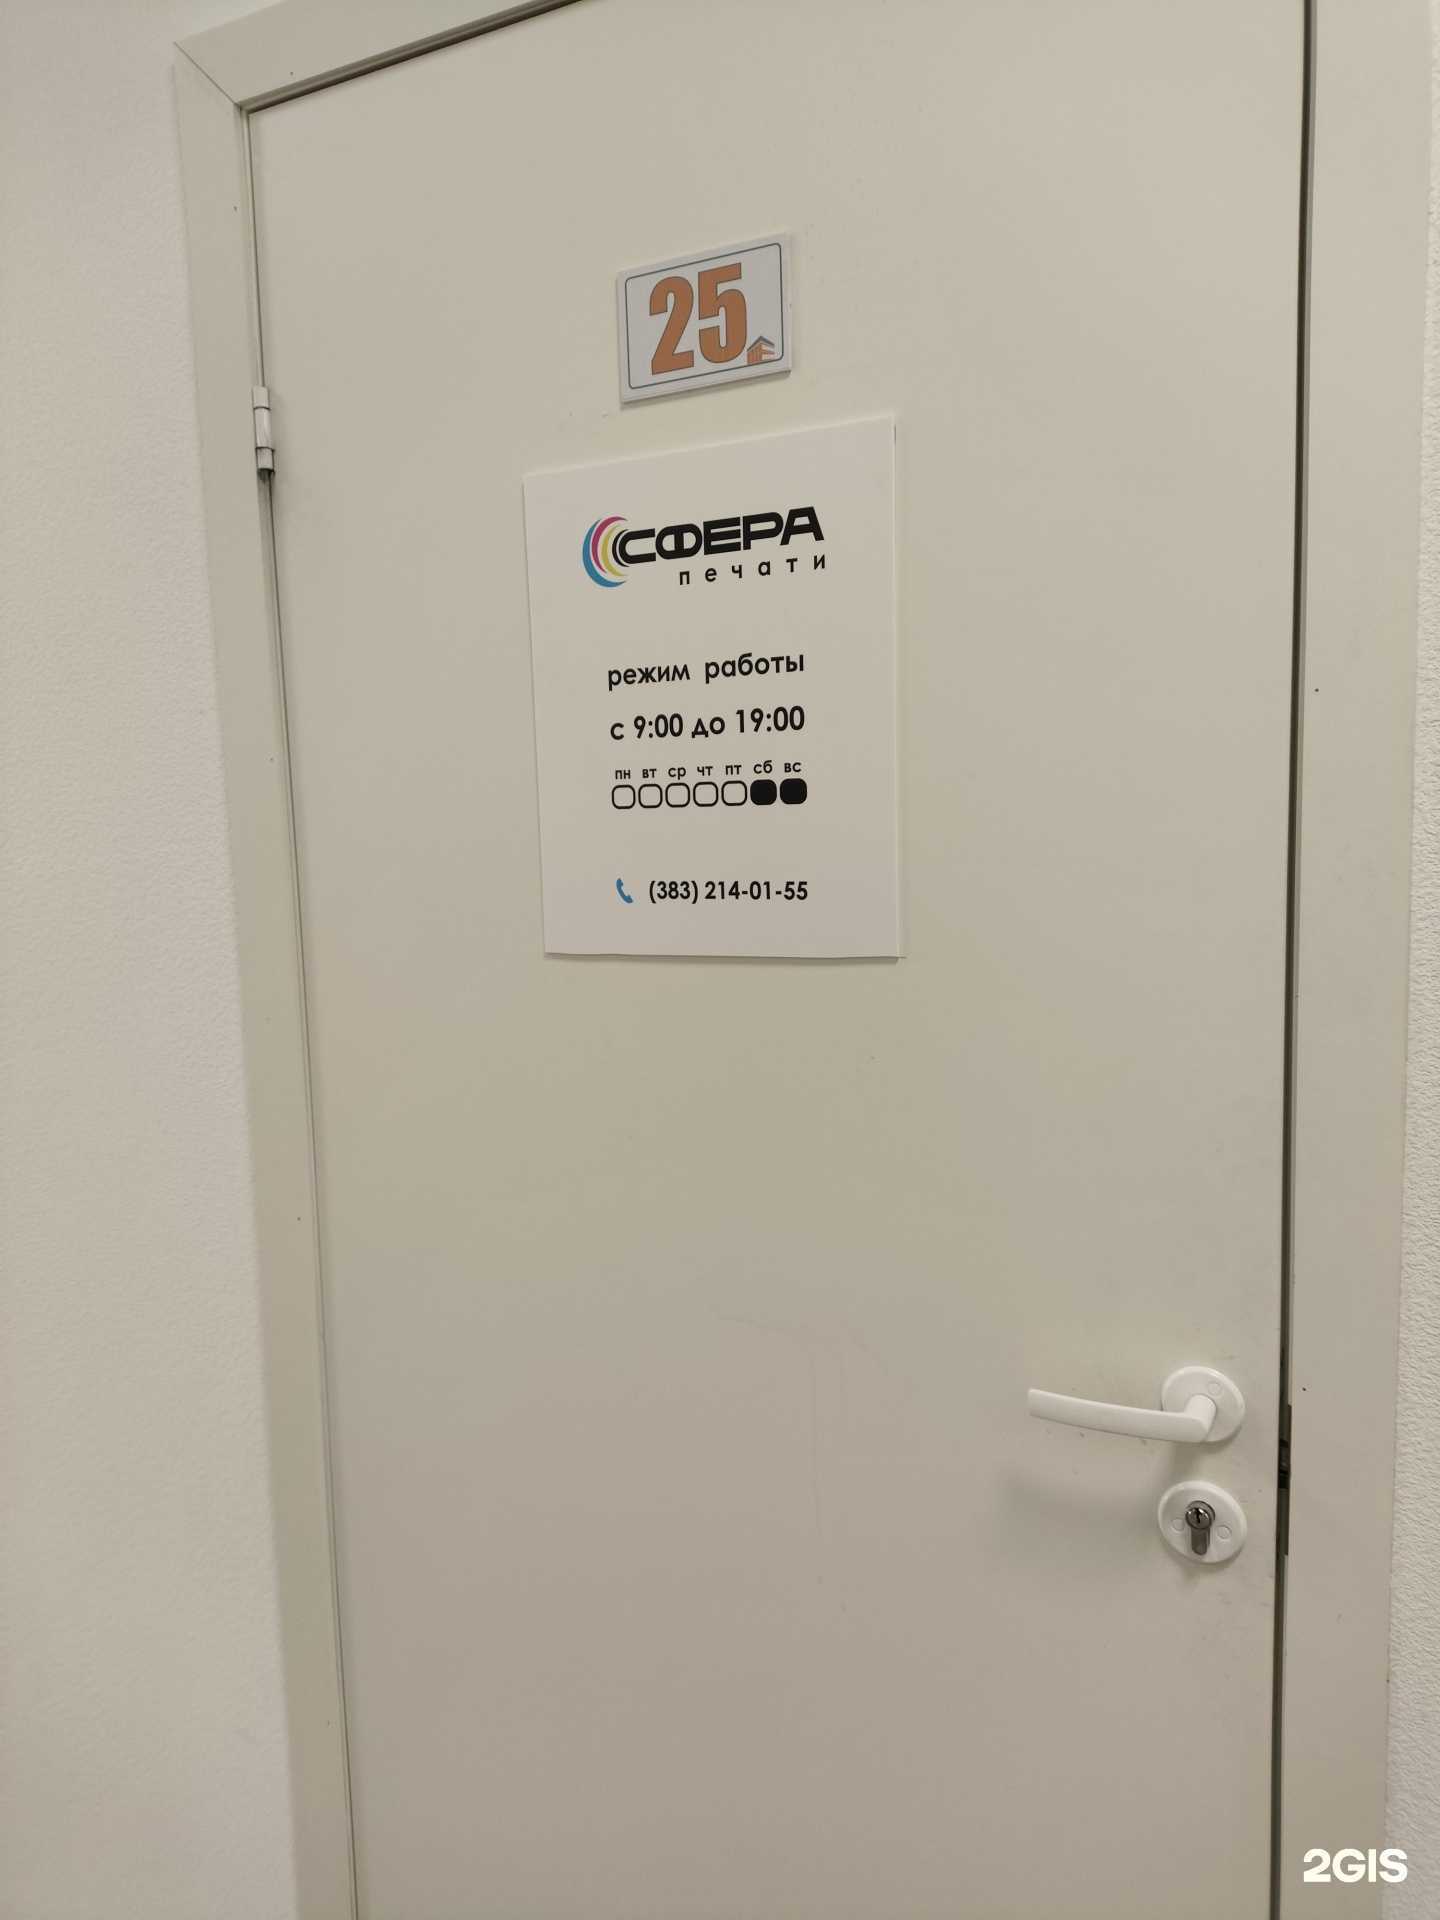 25
СФЕРА
печати
режим работы
с 9:00 до 19:00
пн вт ср чт пт сб вс
(383) 214-01-55
2GIS